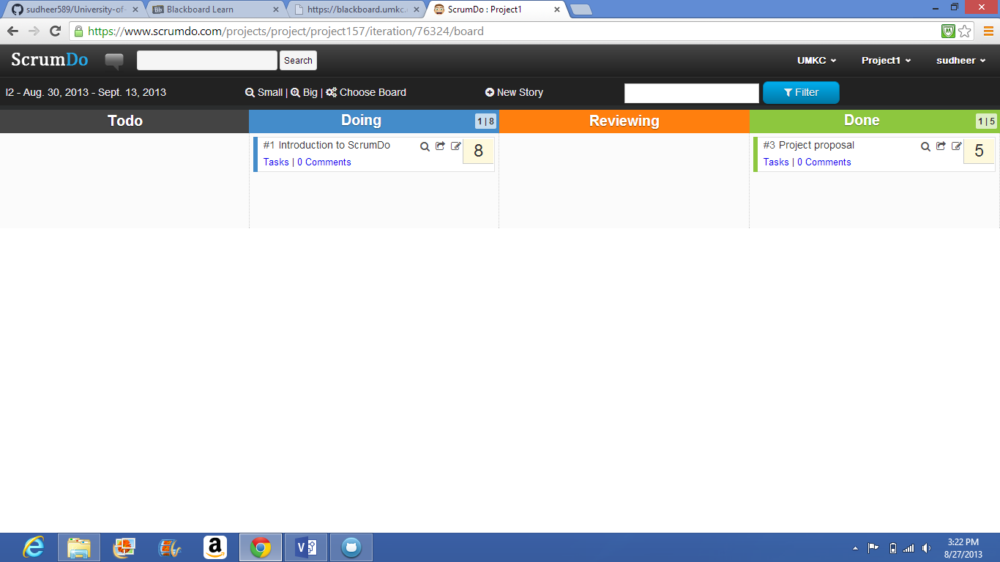 sudheer589/University-of-
Blackboard Learn
https://blackboard.umkc.
ScrumDo : Project1
https://www.scrumdo.com/projects/project/project157/iteration/76324/board
ScrumDo Search UMKC Project1 sudheer
I2 - Aug. 30, 2013 - Sept. 13, 2013 Small | Big | Choose Board New Story Filter
Todo Doing 1 | 8 Reviewing Done 1 | 5
#1 Introduction to ScrumDo 8
Tasks | 0 Comments
#3 Project proposal 5
Tasks | 0 Comments
3:22 PM
8/27/2013